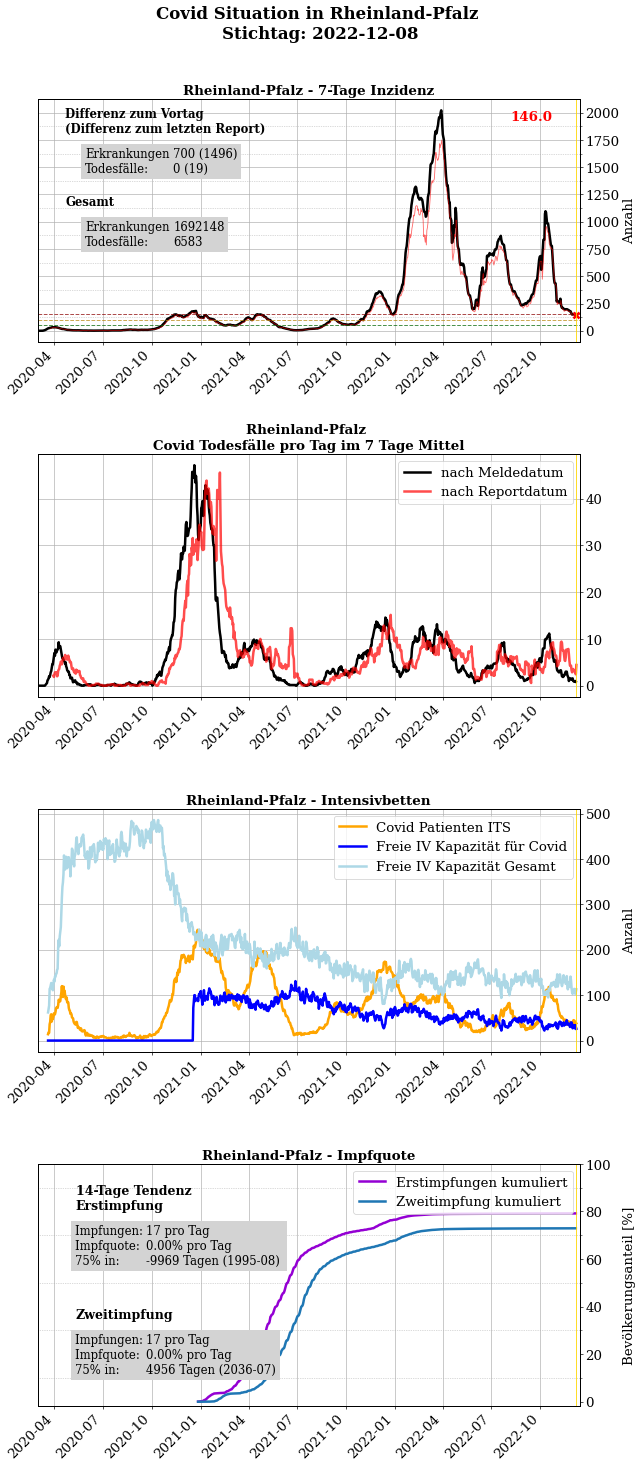 Covid Situation in Rheinland-Pfalz
Stichtag: 2022-12-08
Rheinland-Pfalz - 7-Tage Inzidenz
Differenz zum Vortag
(Differenz zum letzten Report)
Erkrankungen 700 (1496)
Todesfälle: 0 (19)
Gesamt
Erkrankungen 1692148
Todesfälle: 6583
146.0
2000
1750
1500
1250
1000
750
500
250
0
Anzahl
2020-04
2020-07
2020-10
2021-01
2021-04
2021-07
2021-10
2022-01
2022-04
2022-07
2022-10
Rheinland-Pfalz
Covid Todesfälle pro Tag im 7 Tage Mittel
nach Meldedatum
nach Reportdatum
40
30
20
10
0
2020-04
2020-07
2020-10
2021-01
2021-04
2021-07
2021-10
2022-01
2022-04
2022-07
2022-10
Rheinland-Pfalz - Intensivbetten
Covid Patienten ITS
Freie IV Kapazität für Covid
Freie IV Kapazität Gesamt
500
400
300
200
100
0
Anzahl
2020-04
2020-07
2020-10
2021-01
2021-04
2021-07
2021-10
2022-01
2022-04
2022-07
2022-10
Rheinland-Pfalz - Impfquote
14-Tage Tendenz
Erstimpfung
Impfungen: 17 pro Tag
Impfquote: 0.00% pro Tag
75% in: -9969 Tagen (1995-08)
Zweitimpfung
Impfungen: 17 pro Tag
Impfquote: 0.00% pro Tag
75% in: 4956 Tagen (2036-07)
Erstimpfungen kumuliert
Zweitimpfung kumuliert
100
80
60
40
20
0
Bevölkerungsanteil [%]
2020-04
2020-07
2020-10
2021-01
2021-04
2021-07
2021-10
2022-01
2022-04
2022-07
2022-10